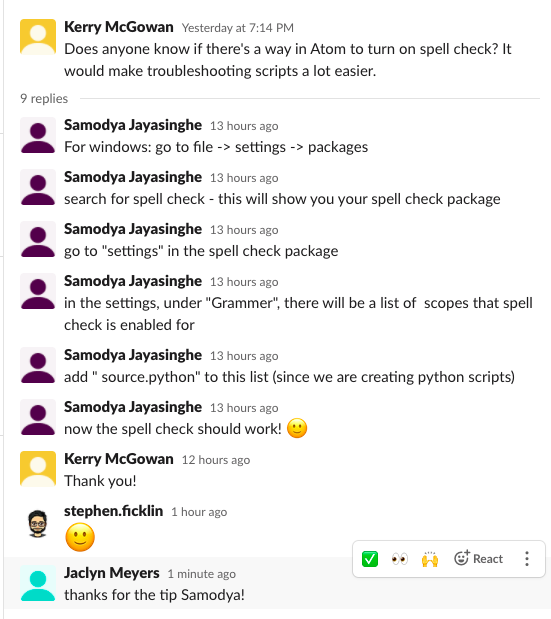 Kerry McGowan Yesterday at 7:14 PM
Does anyone know if there's a way in Atom to turn on spell check? It
would make troubleshooting scripts a lot easier.
9 replies
Samodya Jayasinghe 13 hours ago
For windows: go to file -> settings -> packages
Samodya Jayasinghe 13 hours ago
search for spell check - this will show you your spell check package
Samodya Jayasinghe 13 hours ago
go to "settings" in the spell check package
Samodya Jayasinghe 13 hours ago
in the settings, under "Grammer", there will be a list of scopes that spell
check is enabled for
Samodya Jayasinghe 13 hours ago
add " source.python" to this list (since we are creating python scripts)
Samodya Jayasinghe 13 hours ago
now the spell check should work! 🙂
Kerry McGowan 12 hours ago
Thank you!
stephen.ficklin 1 hour ago
🙂
React
Jaclyn Meyers 1 minute ago
thanks for the tip Samodya!